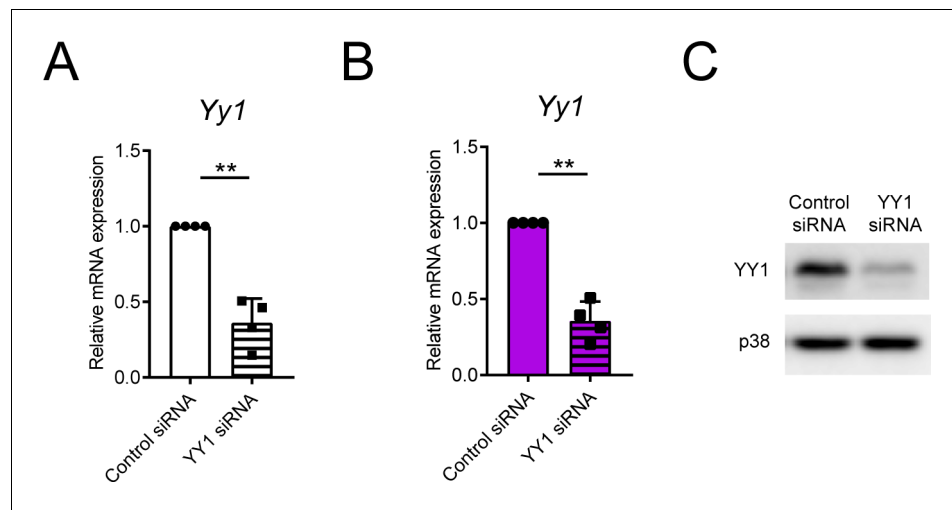 A
Yy1
Relative mRNA expression
1.5
1.0
0.5
0.0
**
Control siRNA
YY1 siRNA
B
Yy1
Relative mRNA expression
1.5
1.0
0.5
0.0
**
Control siRNA
YY1 siRNA
C
Control
siRNA
YY1
siRNA
YY1
p38